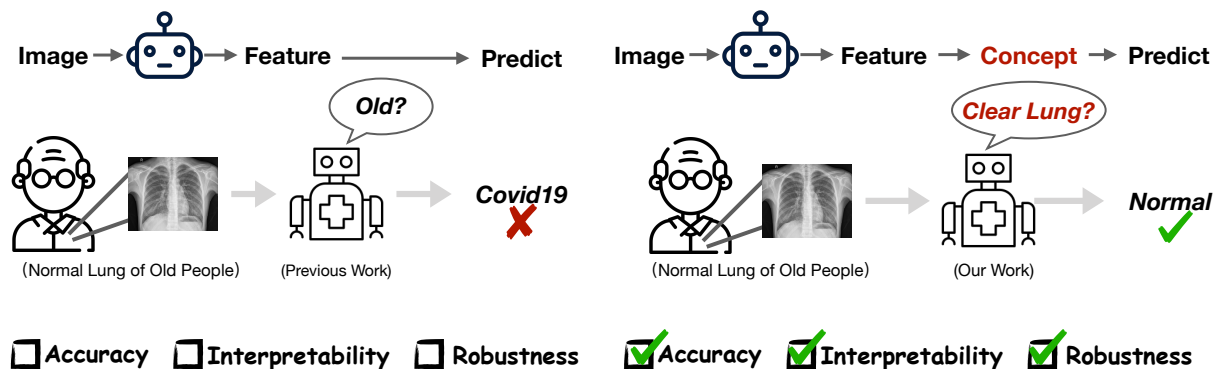 Image Feature Predict
Old?
Covid19
(Normal Lung of Old People)
(Previous Work)
Accuracy Interpretability Robustness
Image Feature Concept Predict
Clear Lung?
Normal
(Normal Lung of Old People)
(Our Work)
Accuracy Interpretability Robustness